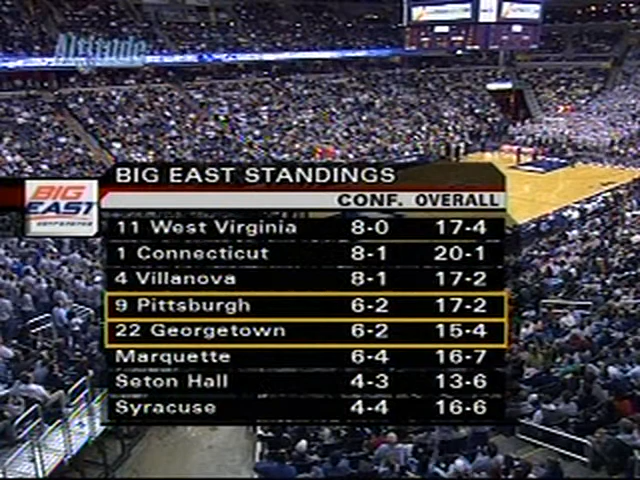 Altitude
BIG EAST STANDINGS
BIG
EAST
CONFERENCE
CONF. OVERALL
11 West Virginia 8-0 17-4
1 Connecticut 8-1 20-1
4 Villanova 8-1 17-2
9 Pittsburgh 6-2 17-2
22 Georgetown 6-2 15-4
Marquette 6-4 16-7
Seton Hall 4-3 13-6
Syracuse 4-4 16-6